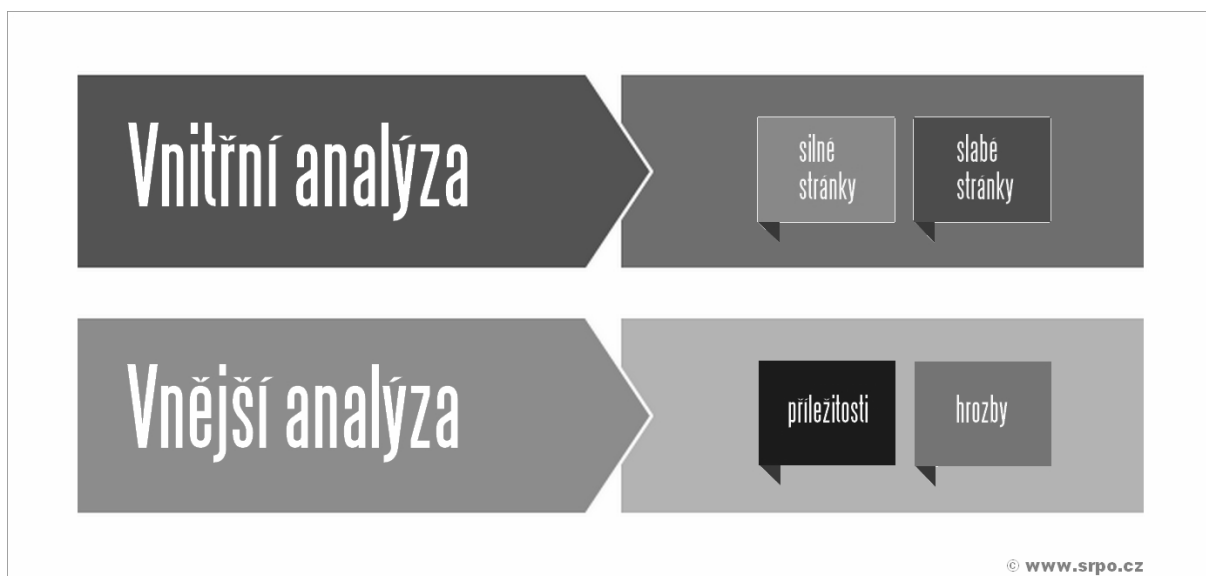 Vnitřní analýza
silné
stránky
slabé
stránky
Vnější analýza
příležitosti
hrozby
© www.srpo.cz